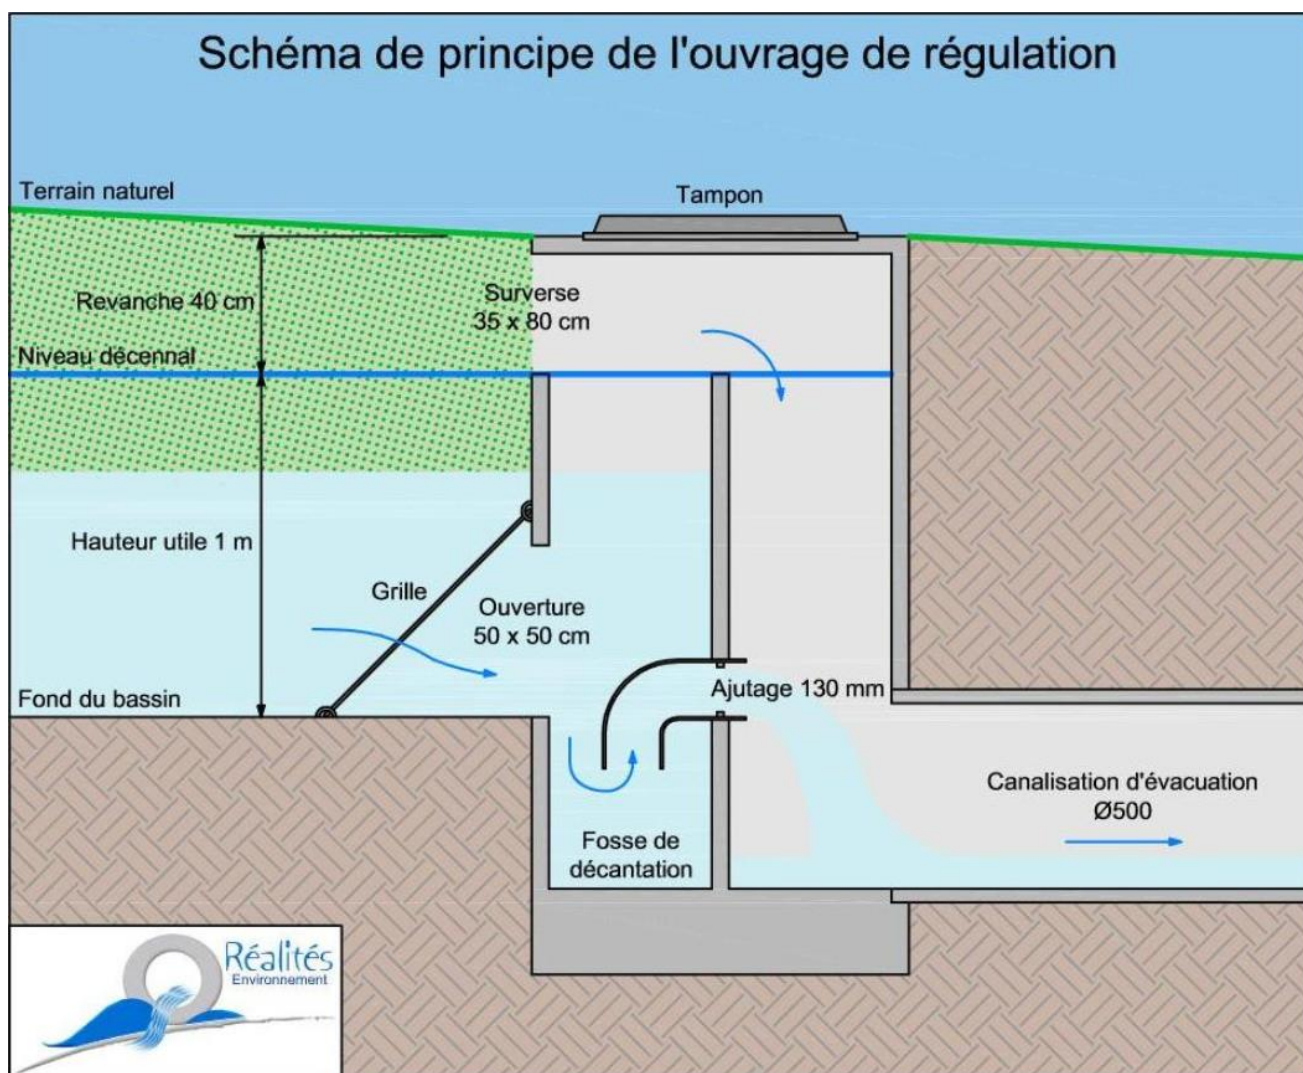 Schéma de principe de l'ouvrage de régulation
Terrain naturel
Tampon
Revanche 40 cm
Surverse
35 x 80 cm
Niveau décennal
Hauteur utile 1 m
Grille
Ouverture
50 x 50 cm
Fond du bassin
Ajutage 130 mm
Canalisation d'évacuation
Ø500
Fosse de
décantation
Réalités
Environnement